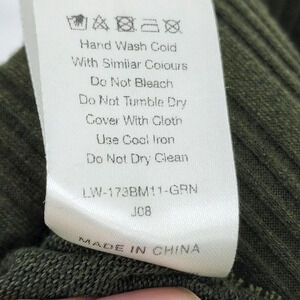 Hand Wash Cold
With Similar Colours
Do Not Bleach
Do Not Tumble Dry
Cover With Cloth
Use Cool Iron
Do Not Dry Clean
LW-173BM11-GRN
J08
MADE IN CHINA